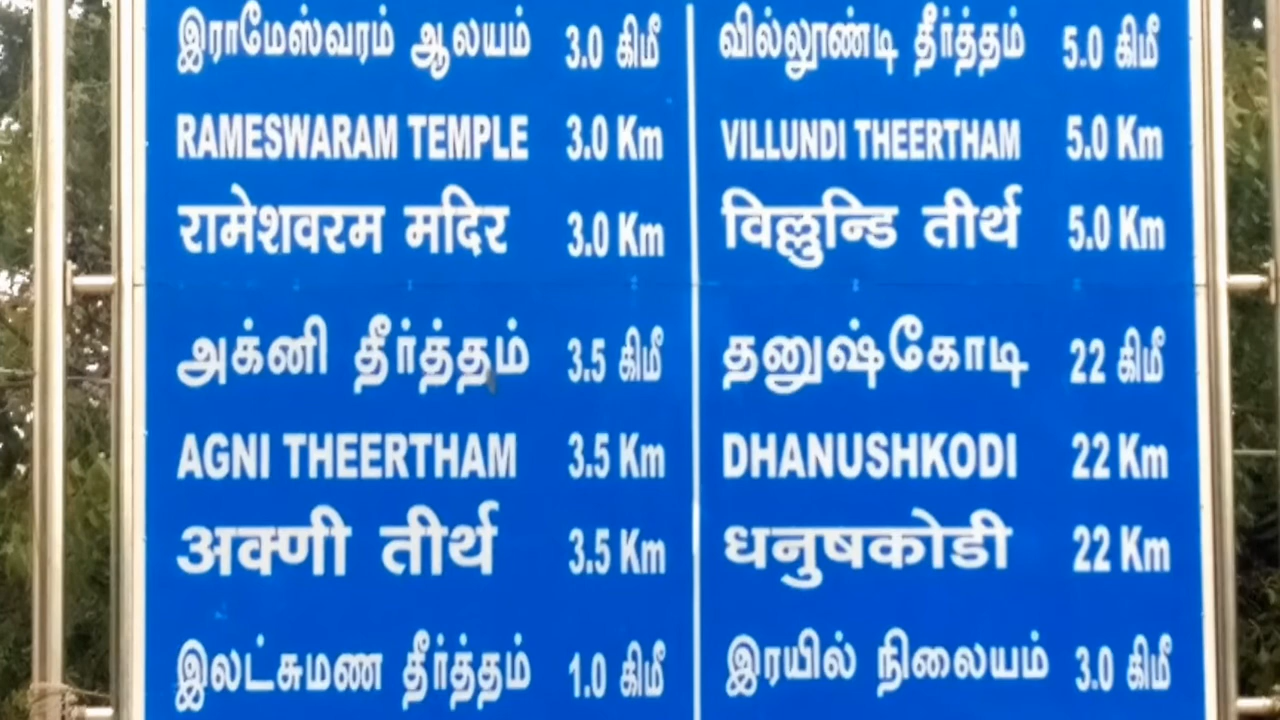 இராமேஸ்வரம் ஆலயம் 3.0 கிமீ
RAMESWARAM TEMPLE 3.0 Km
रामेशवरम मदिर 3.0 Km
அக்னி தீர்த்தம் 3.5 கிமீ
AGNI THEERTHAM 3.5 Km
अक्णी तीर्थ 3.5 Km
இலட்சுமண தீர்த்தம் 1.0 கிமீ
வில்லூண்டி தீர்த்தம் 5.0 கிமீ
VILLUNDI THEERTHAM 5.0 Km
विल्लुन्डि तीर्थ 5.0 Km
தனுஷ்கோடி 22 கிமீ
DHANUSHKODI 22 Km
धनुषकोडी 22 Km
இரயில் நிலையம் 3.0 கிமீ